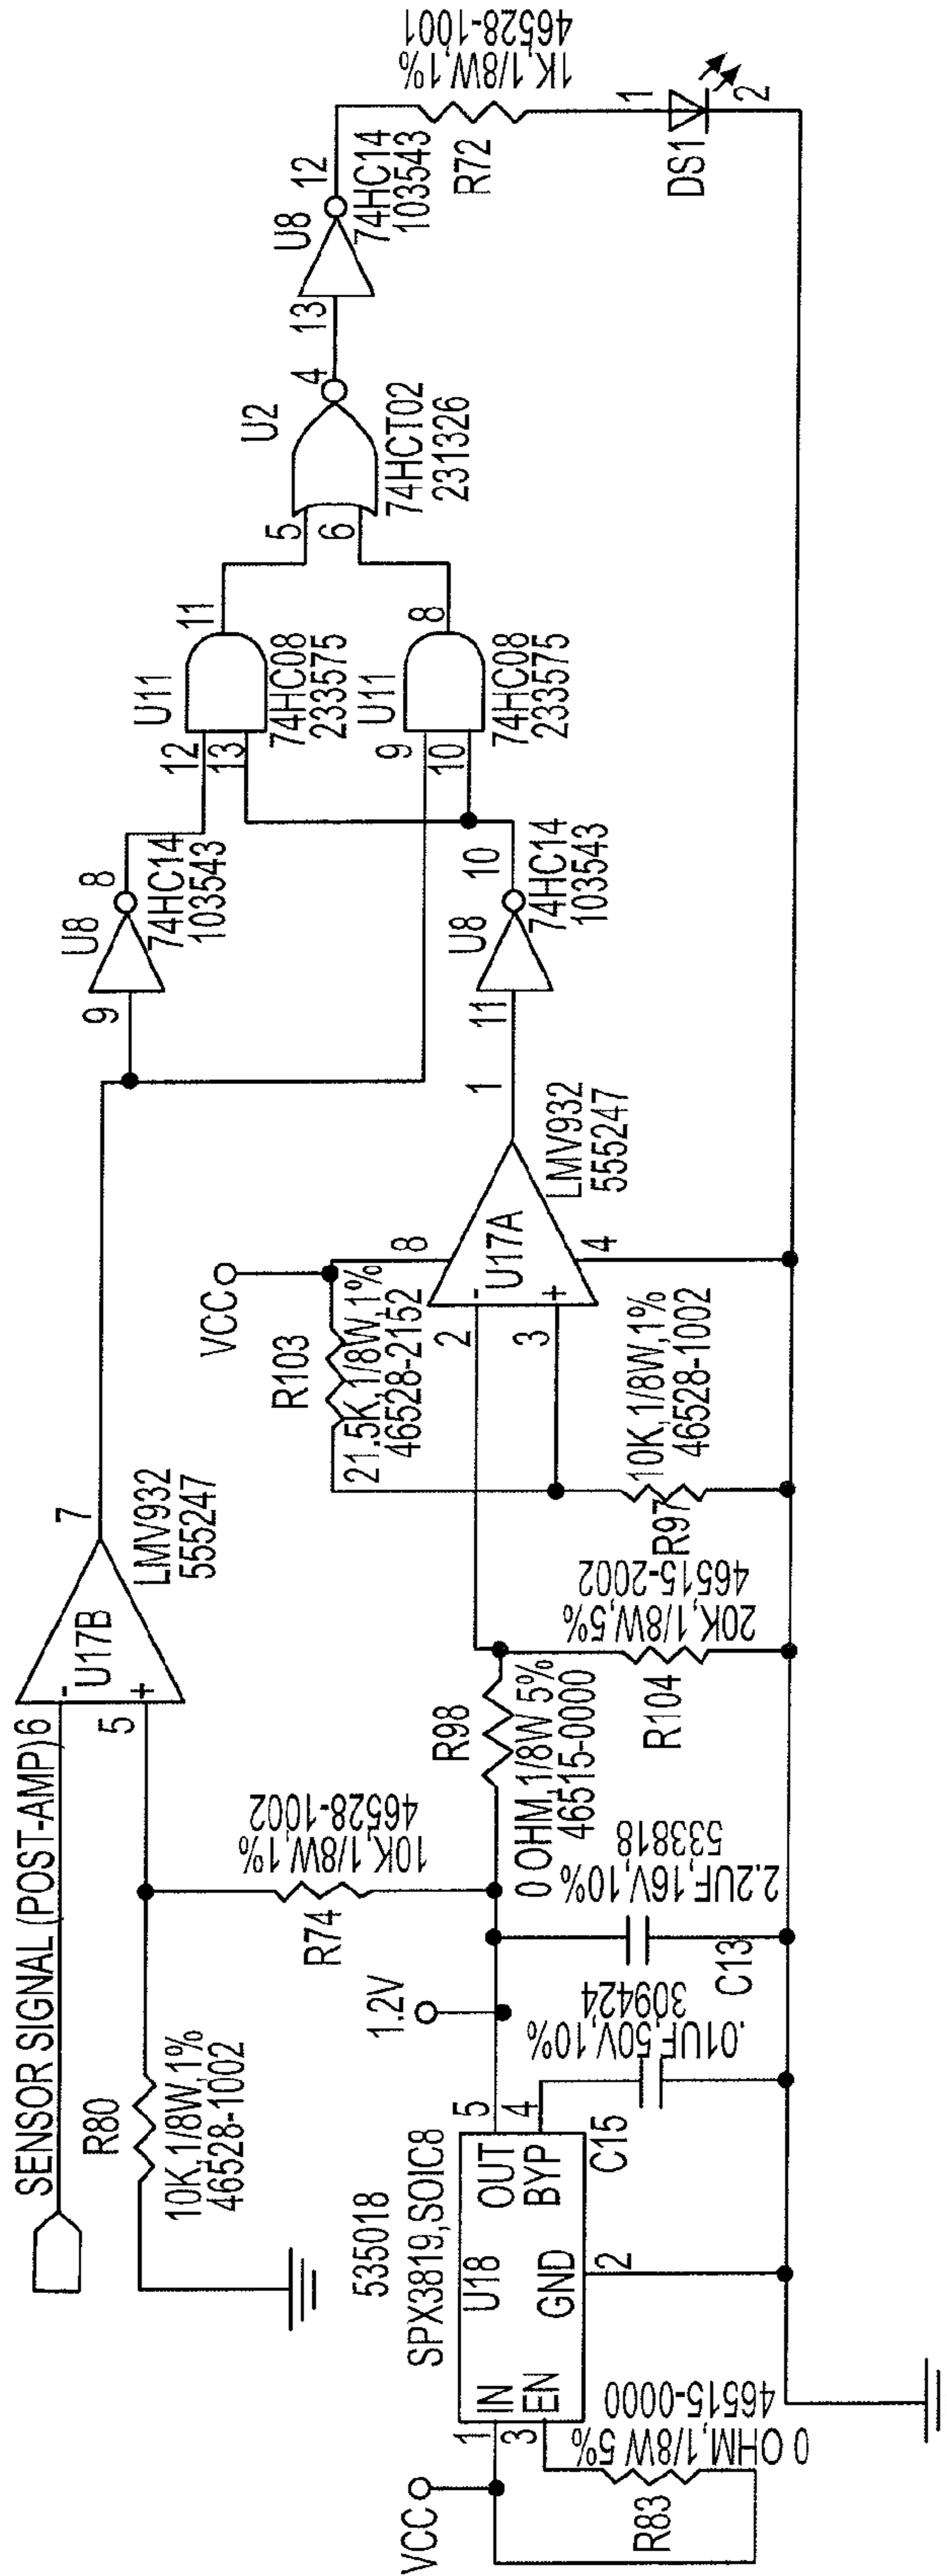 SENSOR SIGNAL (POST-AMP)
6
5
-
+
U17B
7
LMV932
555247
R80
10K,1/8W,1%
46528-1002
R74
10K,1/8W,1%
46528-1002
9
U8
8
74HC14
103543
12
13
U11
11
74HC08
233575
9
10
U11
8
74HC08
233575
5
6
U2
4
74HCT02
231326
13
U8
12
74HC14
103543
R72
1K,1/8W,1%
46528-1001
1
DS1
2
VCC
1
3
IN
EN
U18
GND
OUT
BYP
5
4
2
535018
SPX3819,SOIC8
R83
0 OHM,1/8W 5%
46515-0000
C15
.01UF,50V,10%
309424
1.2V
C13
2.2UF,16V,10%
533818
R98
0 OHM,1/8W 5%
46515-0000
R104
20K,1/8W,5%
46515-2002
R97
10K,1/8W,1%
46528-1002
VCC
R103
21.5K,1/8W,1%
46528-2152
2
3
-
+
U17A
8
4
1
LMV932
555247
11
U8
10
74HC14
103543